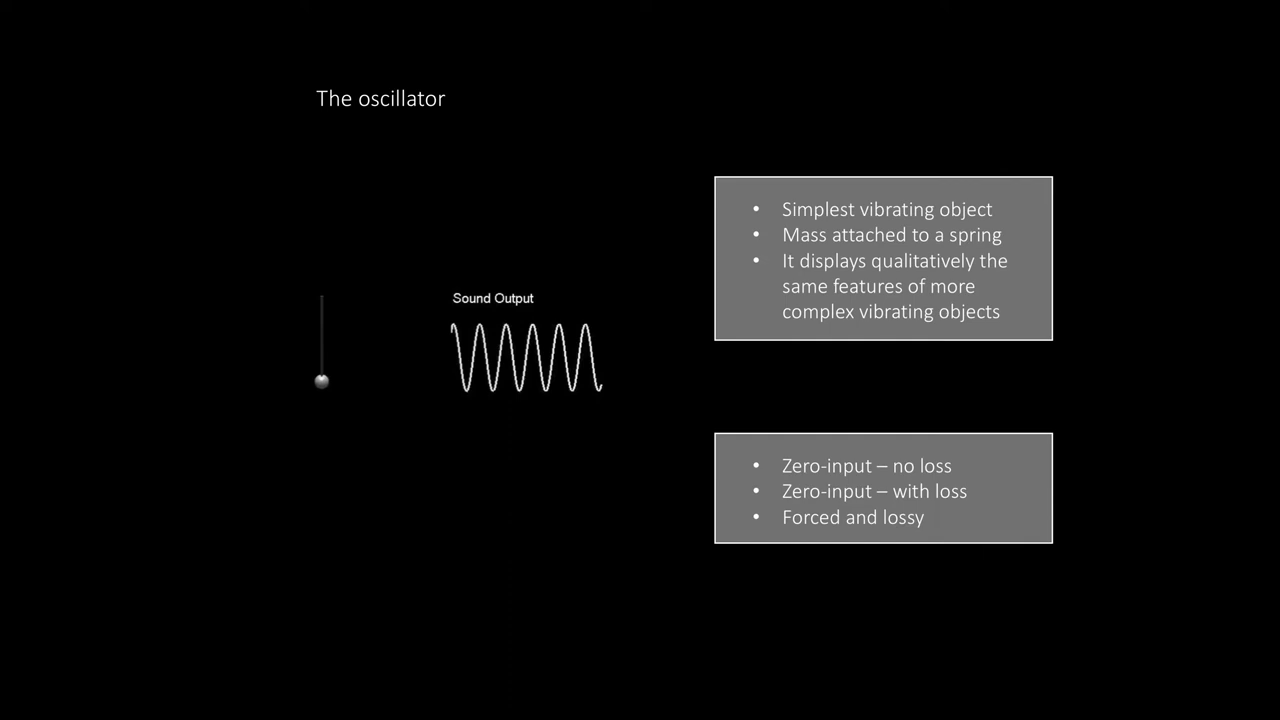 The oscillator
• Simplest vibrating object
• Mass attached to a spring
• It displays qualitatively the
same features of more
complex vibrating objects
Sound Output
• Zero-input – no loss
• Zero-input – with loss
• Forced and lossy